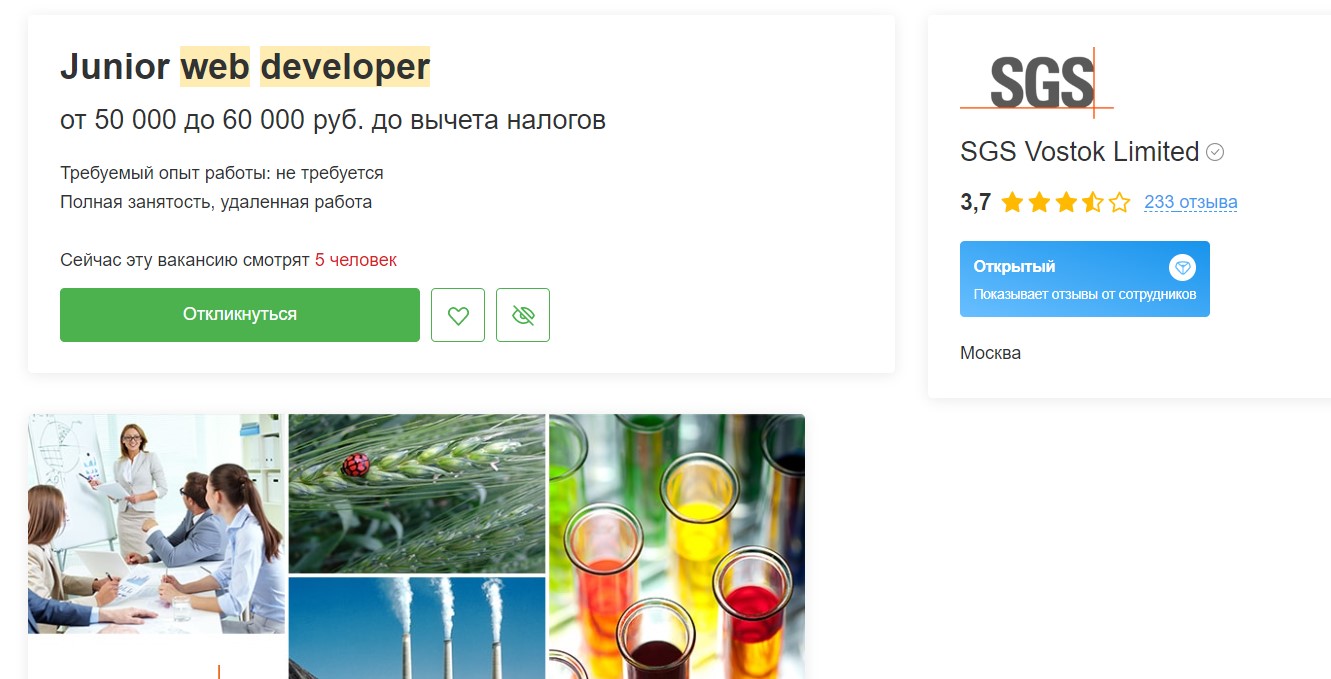 Junior web developer
от 50 000 до 60 000 руб. до вычета налогов
Требуемый опыт работы: не требуется
Полная занятость, удаленная работа
Сейчас эту вакансию смотрят 5 человек
Откликнуться
SGS
SGS Vostok Limited
3,7 233 отзыва
Открытый
Показывает отзывы от сотрудников
Москва